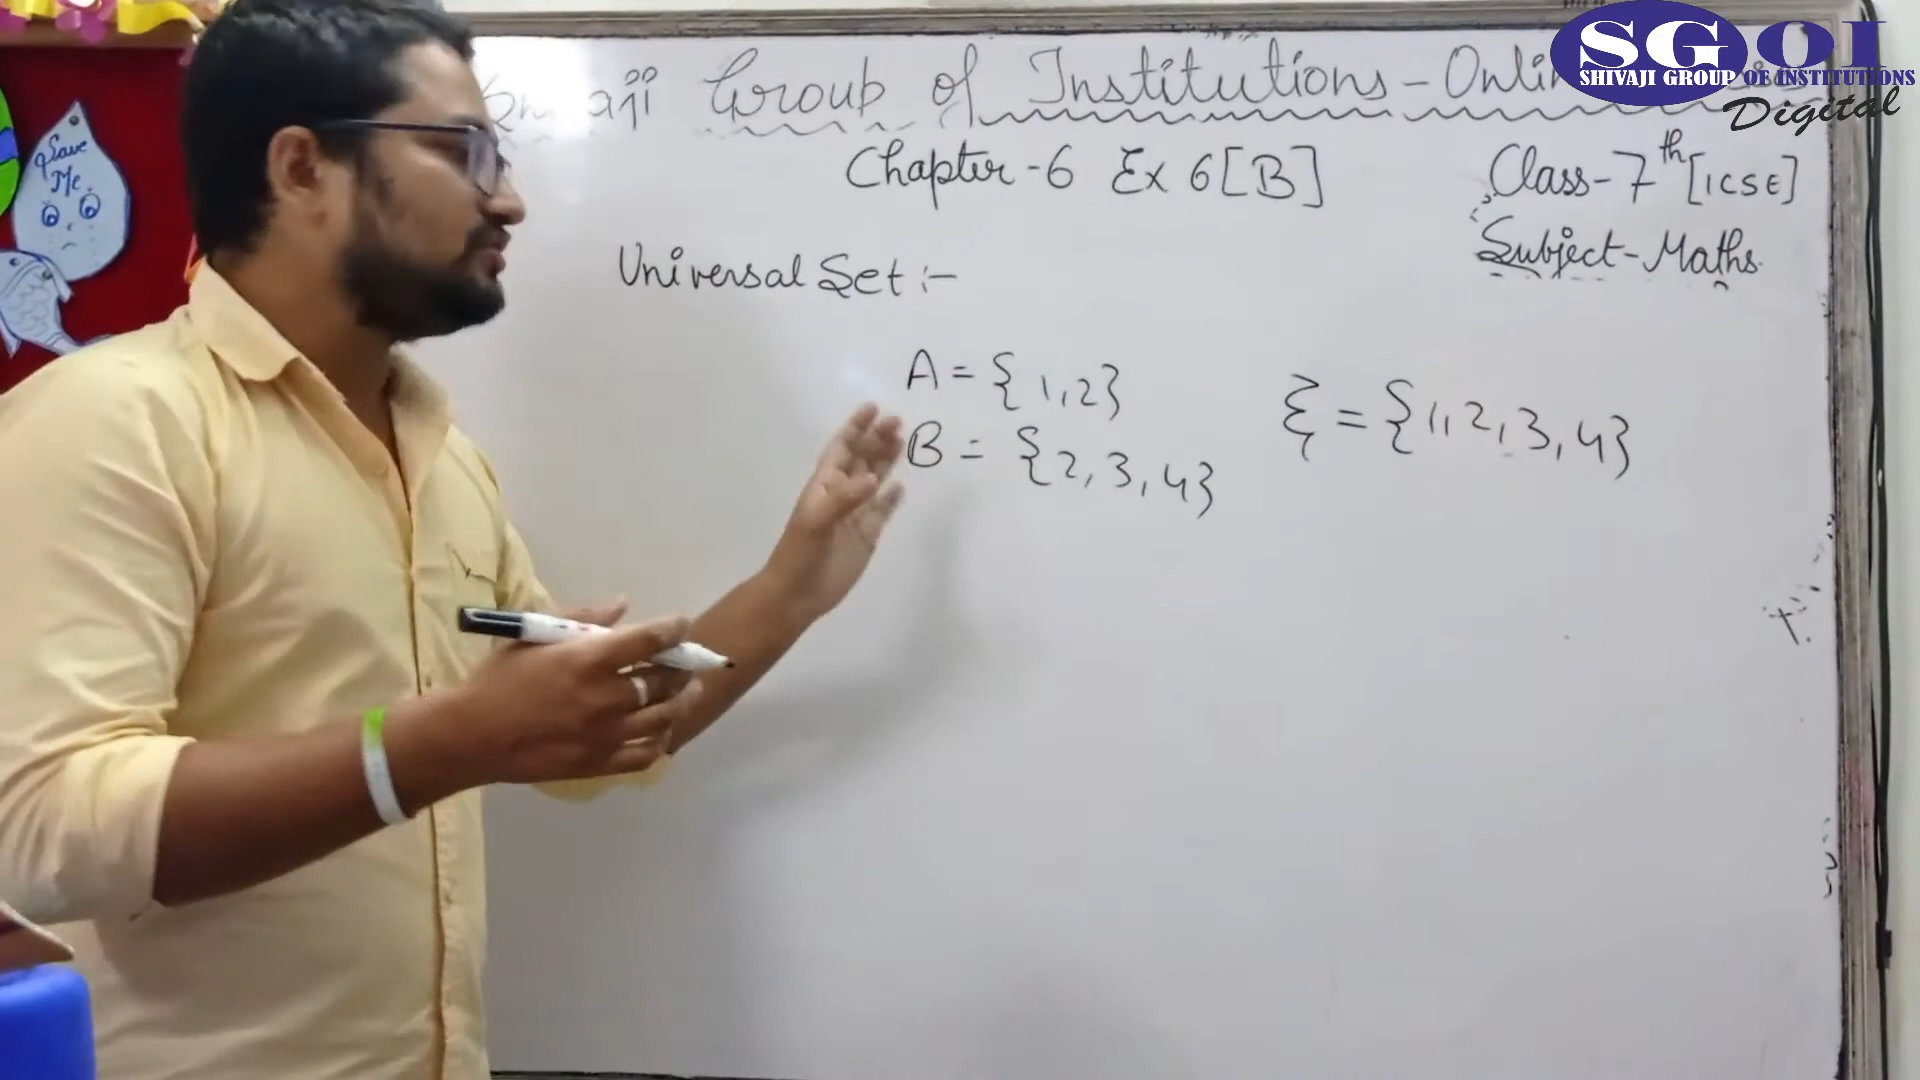 Group of Institutions - Onli
SGOI
SHIVAJI GROUP OF INSTITUTIONS
Digital
Save
Me.
Chapter - 6 Ex 6 [B]
Class - 7th [ICSE]
Subject - Maths
Universal Set :-
A = {1, 2}
B = {2, 3, 4}
ξ = {1, 2, 3, 4}